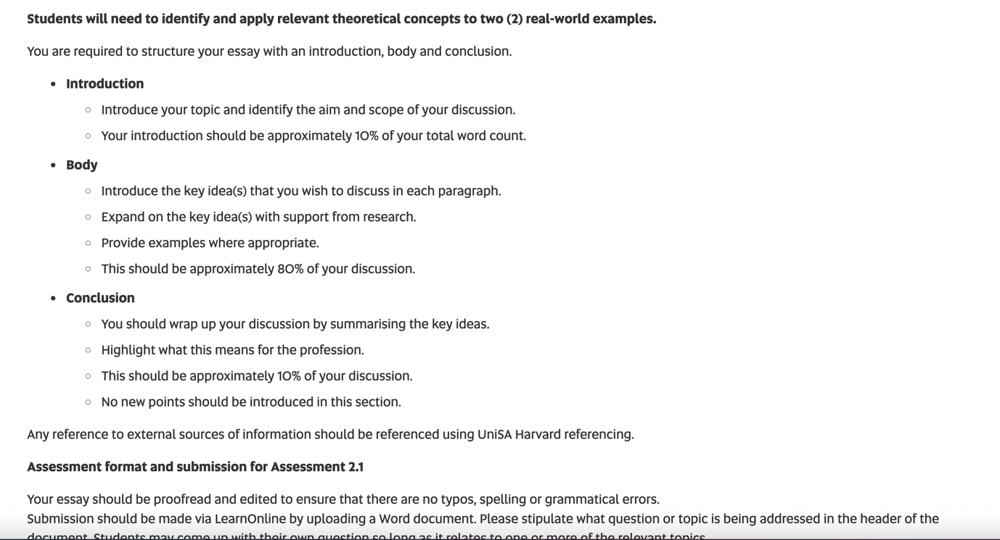 Students will need to identify and apply relevant theoretical concepts to two (2) real-world examples.
You are required to structure your essay with an introduction, body and conclusion.
• Introduction
○ Introduce your topic and identify the aim and scope of your discussion.
○ Your introduction should be approximately 10% of your total word count.
• Body
○ Introduce the key idea(s) that you wish to discuss in each paragraph.
○ Expand on the key idea(s) with support from research.
○ Provide examples where appropriate.
○ This should be approximately 80% of your discussion.
• Conclusion
○ You should wrap up your discussion by summarising the key ideas.
○ Highlight what this means for the profession.
○ This should be approximately 10% of your discussion.
○ No new points should be introduced in this section.
Any reference to external sources of information should be referenced using UniSA Harvard referencing.
Assessment format and submission for Assessment 2.1
Your essay should be proofread and edited to ensure that there are no typos, spelling or grammatical errors.
Submission should be made via LearnOnline by uploading a Word document. Please stipulate what question or topic is being addressed in the header of the
document. Students may come up with their own question so long as it relates to one or more of the relevant topics